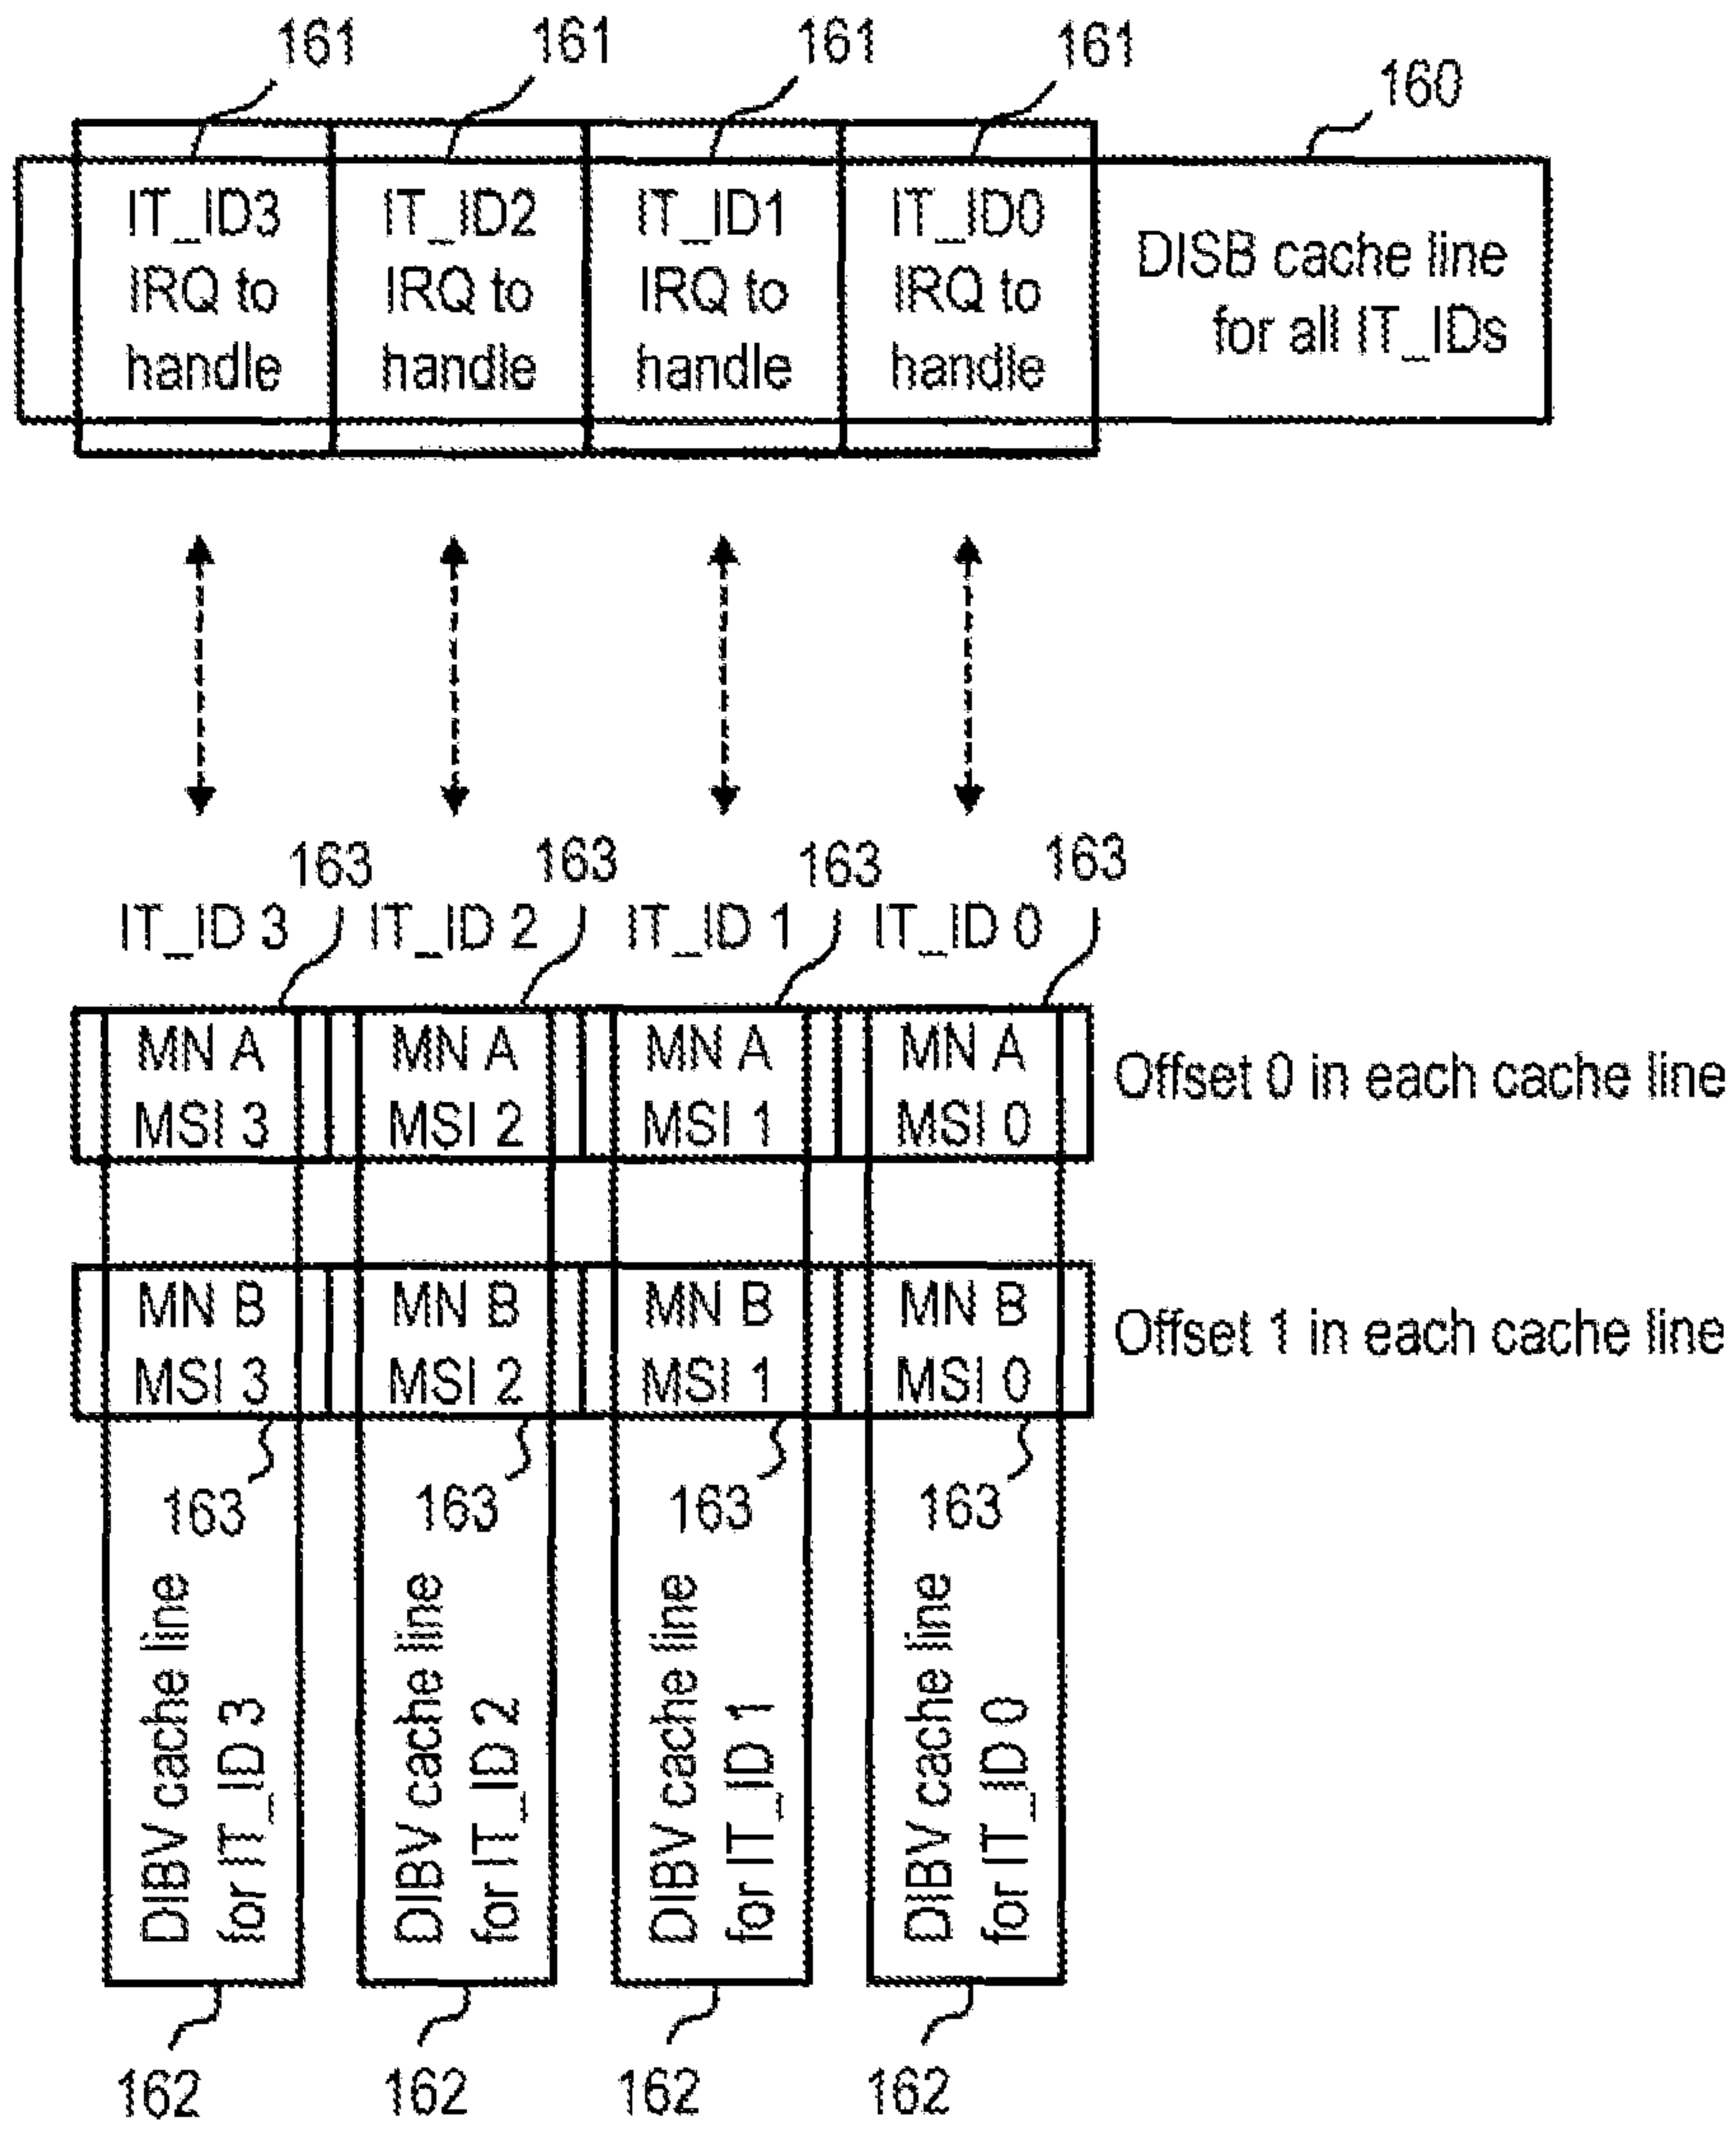 161 161 161 161 160
IT_ID3 IT_ID2 IT_ID1 IT_ID0
IRQ to IRQ to IRQ to IRQ to
handle handle handle handle
DISB cache line
for all IT_IDs
163 163 163 163
IT_ID 3 IT_ID 2 IT_ID 1 IT_ID 0
MN A MN A MN A MN A
MSI 3 MSI 2 MSI 1 MSI 0
Offset 0 in each cache line
MN B MN B MN B MN B
MSI 3 MSI 2 MSI 1 MSI 0
Offset 1 in each cache line
163 163 163 163
DIBV cache line
for IT_ID 3
DIBV cache line
for IT_ID 2
DIBV cache line
for IT_ID 1
DIBV cache line
for IT_ID 0
162 162 162 162